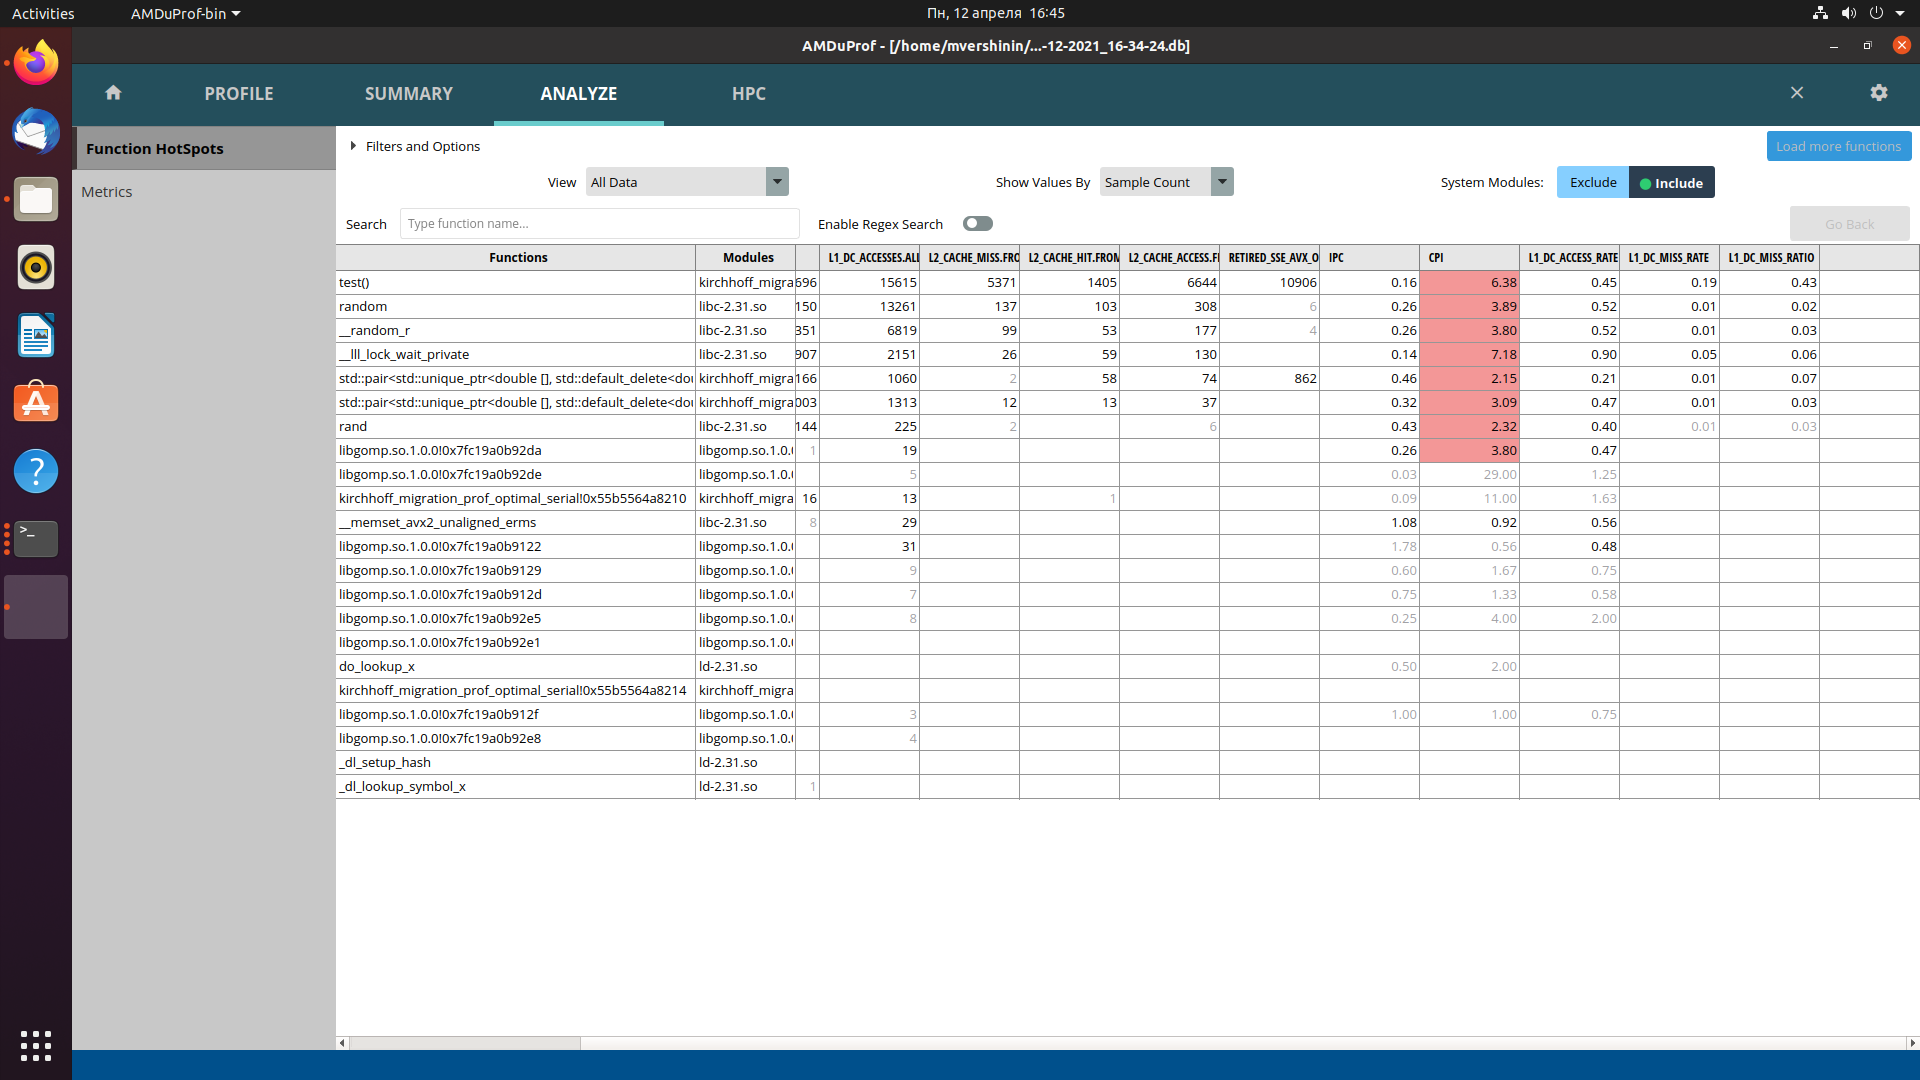 Activities AMDuProf-bin Пн, 12 апреля 16:45
AMDuProf - [/home/mvershinin/...-12-2021_16-34-24.db]
PROFILE SUMMARY ANALYZE HPC
Function HotSpots
Metrics
Filters and Options Load more functions
View All Data Show Values By Sample Count System Modules: Exclude Include
Search Type function name... Enable Regex Search Go Back
Functions Modules L1_DC_ACCESSES.ALL L2_CACHE_MISS.FRO L2_CACHE_HIT.FROM L2_CACHE_ACCESS.FI RETIRED_SSE_AVX_O IPC CPI L1_DC_ACCESS_RATE L1_DC_MISS_RATE L1_DC_MISS_RATIO
test() kirchhoff_migra 696 15615 5371 1405 6644 10906 0.16 6.38 0.45 0.19 0.43
random libc-2.31.so 150 13261 137 103 308 6 0.26 3.89 0.52 0.01 0.02
__random_r libc-2.31.so 351 6819 99 53 177 4 0.26 3.80 0.52 0.01 0.03
__lll_lock_wait_private libc-2.31.so 907 2151 26 59 130 0.14 7.18 0.90 0.05 0.06
std::pair<std::unique_ptr<double [], std::default_delete<dou kirchhoff_migra 166 1060 2 58 74 862 0.46 2.15 0.21 0.01 0.07
std::pair<std::unique_ptr<double [], std::default_delete<dou kirchhoff_migra 003 1313 12 13 37 0.32 3.09 0.47 0.01 0.03
rand libc-2.31.so 144 225 2 6 0.43 2.32 0.40 0.01 0.03
libgomp.so.1.0.0!0x7fc19a0b92da libgomp.so.1.0.( 1 19 0.26 3.80 0.47
libgomp.so.1.0.0!0x7fc19a0b92de libgomp.so.1.0.( 5 0.03 29.00 1.25
kirchhoff_migration_prof_optimal_serial!0x55b5564a8210 kirchhoff_migra 16 13 1 0.09 11.00 1.63
__memset_avx2_unaligned_erms libc-2.31.so 8 29 1.08 0.92 0.56
libgomp.so.1.0.0!0x7fc19a0b9122 libgomp.so.1.0.( 31 1.78 0.56 0.48
libgomp.so.1.0.0!0x7fc19a0b9129 libgomp.so.1.0.( 9 0.60 1.67 0.75
libgomp.so.1.0.0!0x7fc19a0b912d libgomp.so.1.0.( 7 0.75 1.33 0.58
libgomp.so.1.0.0!0x7fc19a0b92e5 libgomp.so.1.0.( 8 0.25 4.00 2.00
libgomp.so.1.0.0!0x7fc19a0b92e1 libgomp.so.1.0.(
do_lookup_x ld-2.31.so 0.50 2.00
kirchhoff_migration_prof_optimal_serial!0x55b5564a8214 kirchhoff_migra
libgomp.so.1.0.0!0x7fc19a0b912f libgomp.so.1.0.( 3 1.00 1.00 0.75
libgomp.so.1.0.0!0x7fc19a0b92e8 libgomp.so.1.0.( 4
_dl_setup_hash ld-2.31.so
_dl_lookup_symbol_x ld-2.31.so 1